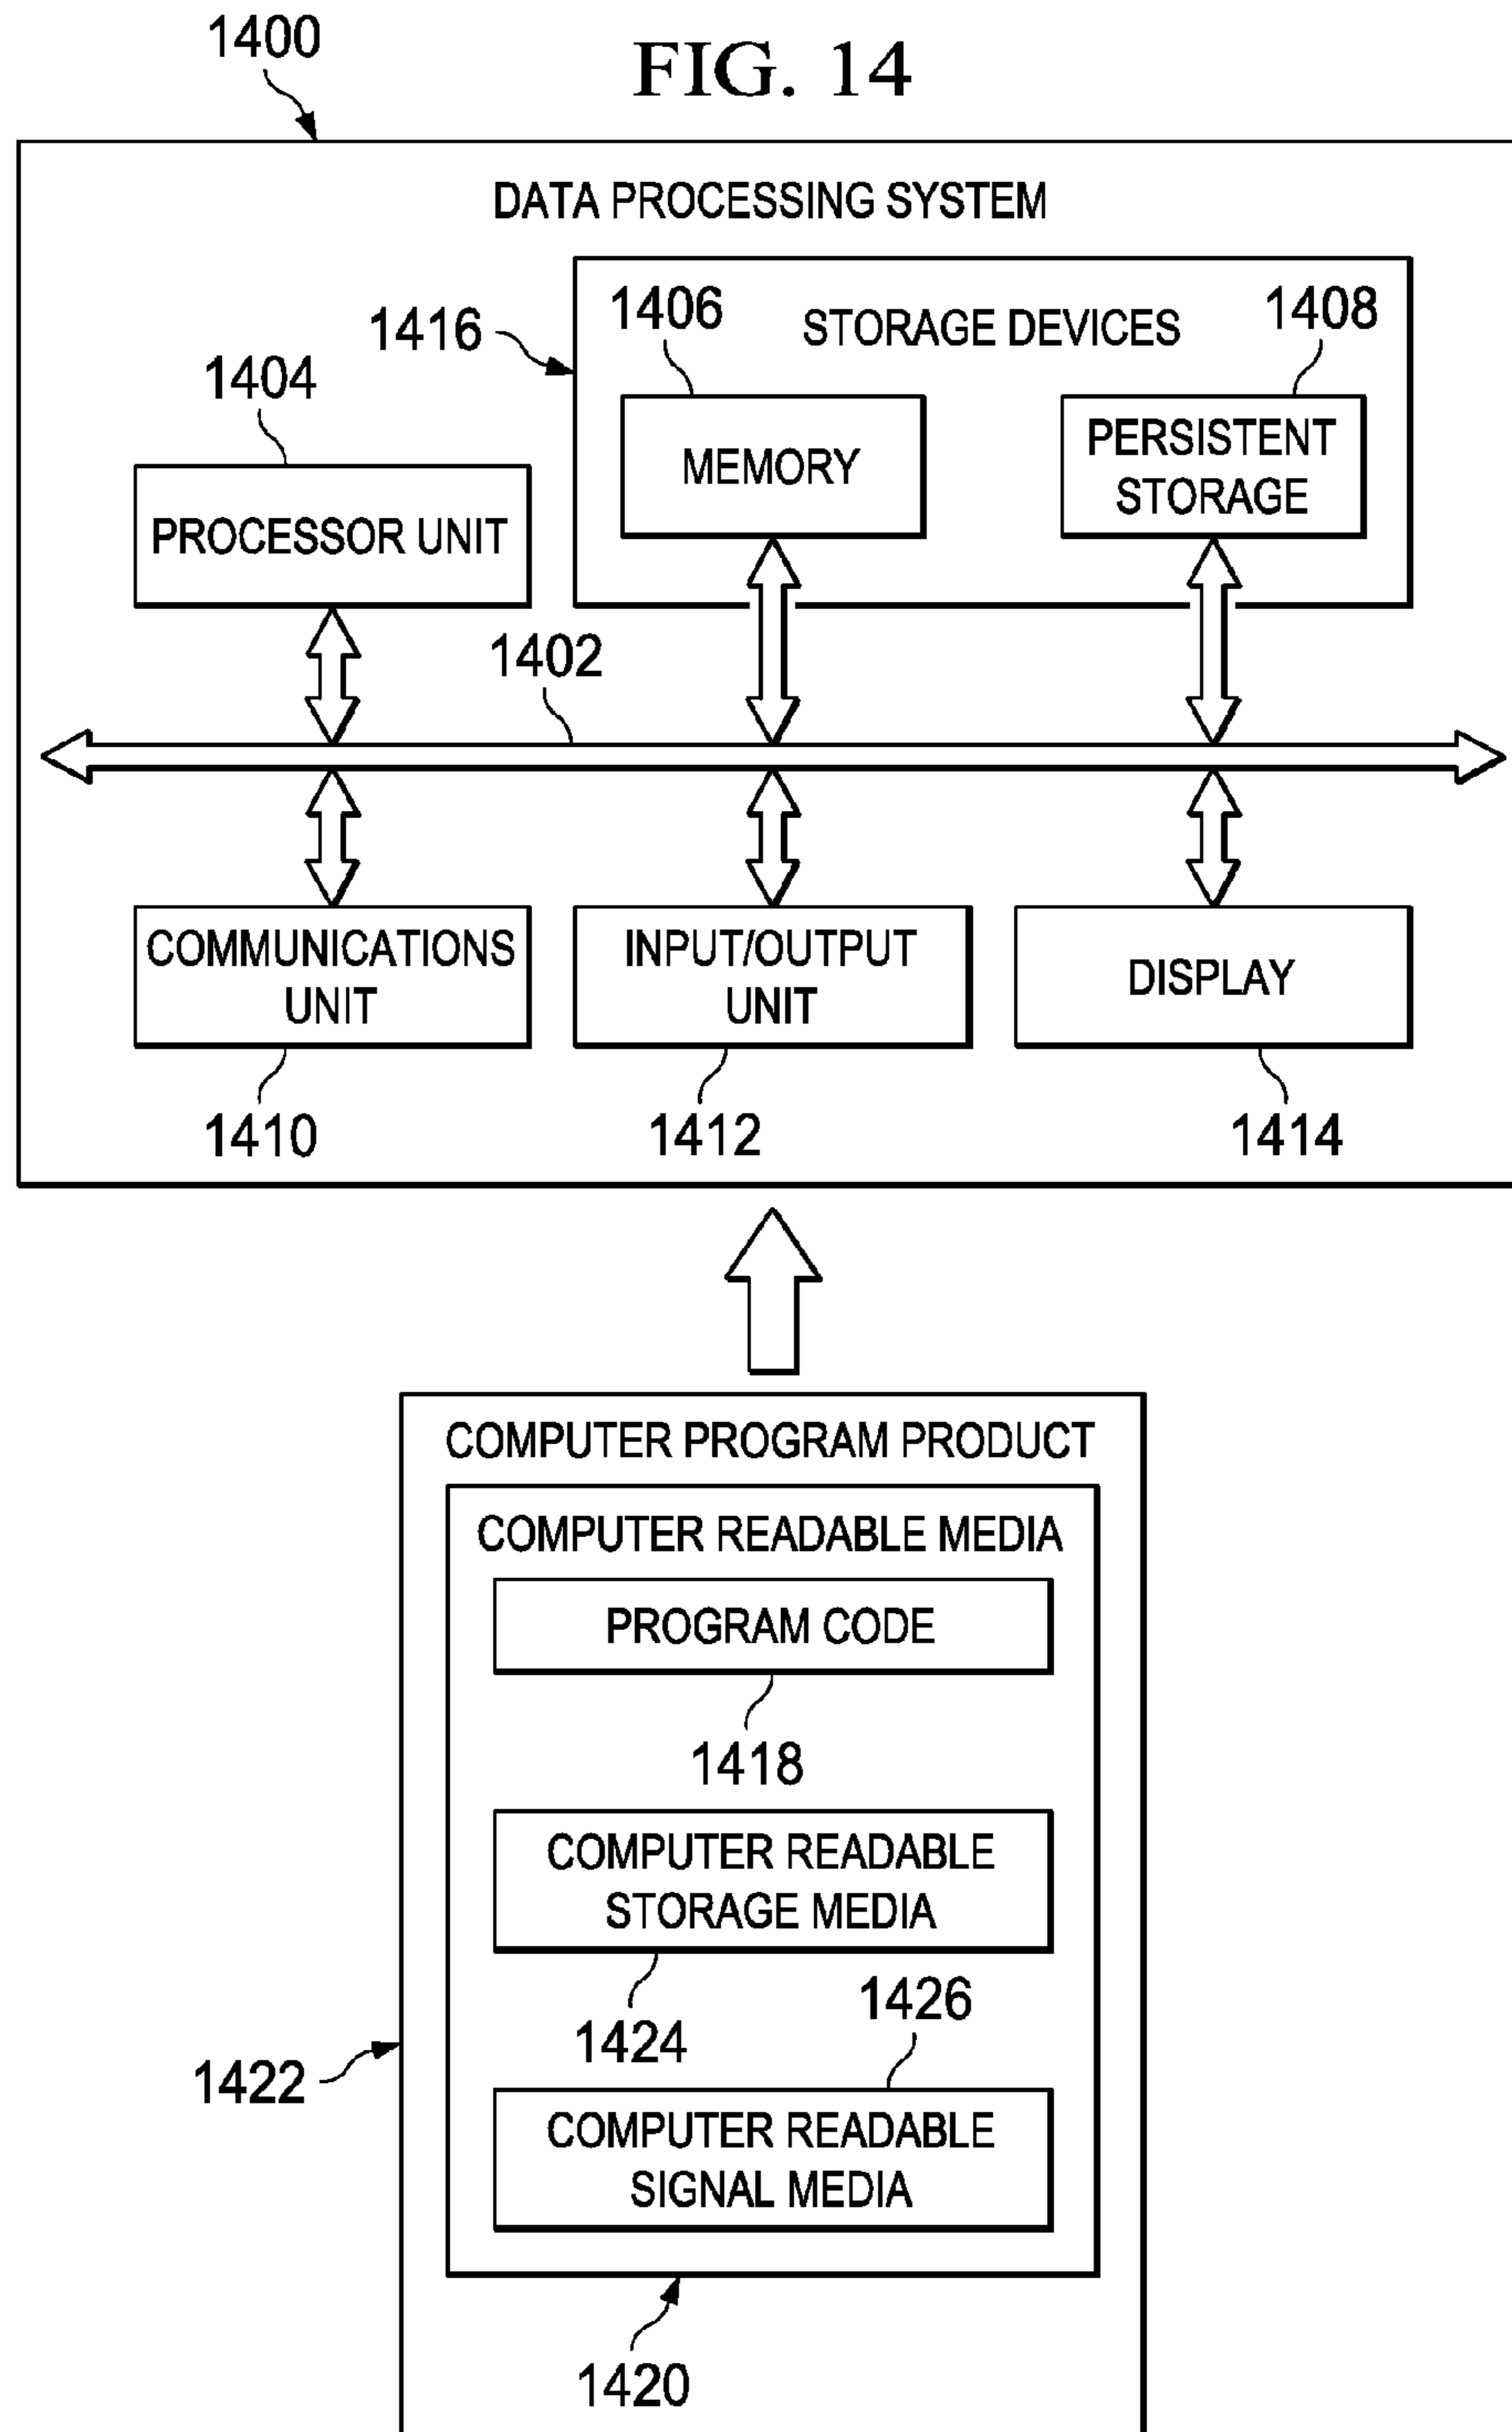 1400
FIG. 14
DATA PROCESSING SYSTEM
1416
1406
STORAGE DEVICES
1408
1404
MEMORY
PERSISTENT
STORAGE
PROCESSOR UNIT
1402
COMMUNICATIONS
UNIT
INPUT/OUTPUT
UNIT
DISPLAY
1410
1412
1414
COMPUTER PROGRAM PRODUCT
COMPUTER READABLE MEDIA
PROGRAM CODE
1418
COMPUTER READABLE
STORAGE MEDIA
1424
1426
1422
COMPUTER READABLE
SIGNAL MEDIA
1420